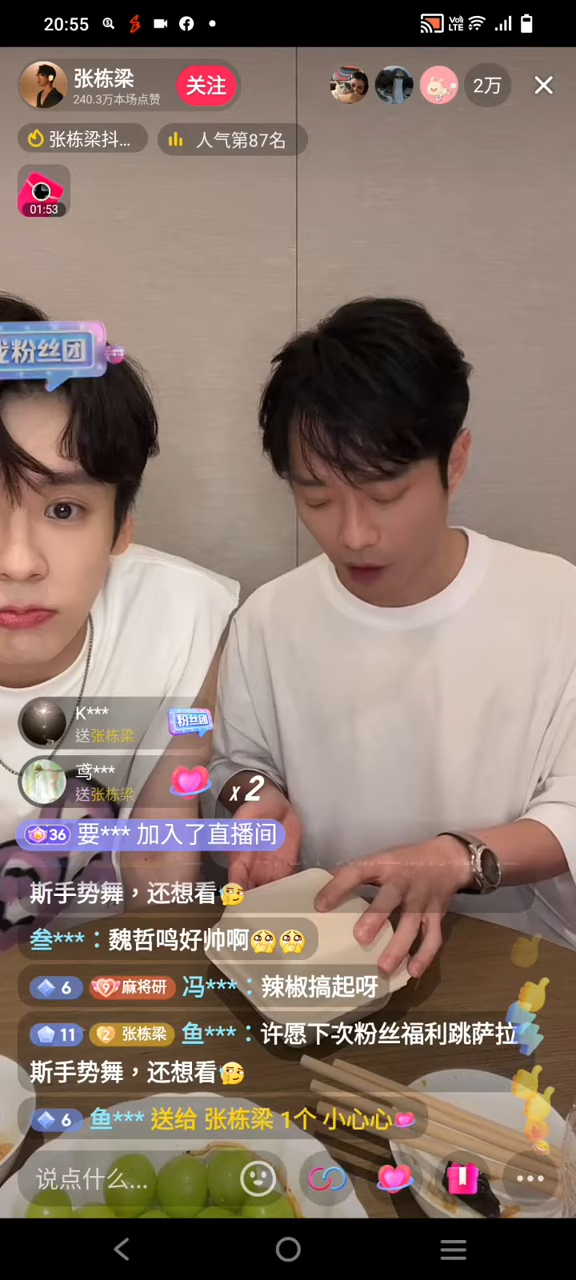 20:55
Vol) LTE
张栋梁
240.3万本场点赞
关注
2万
张栋梁抖...
人气第87名
01:53
粉丝团
K***
送张栋梁
粉丝团
鸢***
送张栋梁
x 2
36 要*** 加入了直播间
斯手势舞，还想看
叁***：魏哲鸣好帅啊
6 9 麻将研 冯***：辣椒搞起呀
11 2 张栋梁 鱼***：许愿下次粉丝福利跳萨拉
斯手势舞，还想看
6 鱼*** 送给 张栋梁 1个 小心心
说点什么...